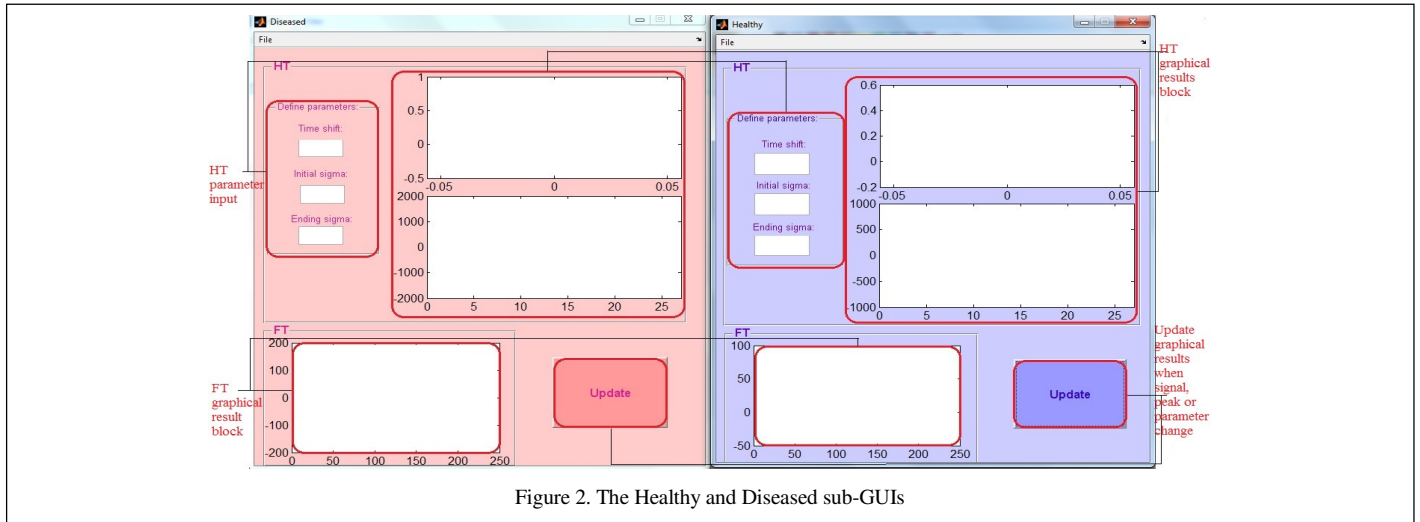 Diseased
File
HT
Define parameters:
Time shift:
Initial sigma:
Ending sigma:
1
0.5
0
-0.5
-0.05 0 0.05
2000
1000
0
-1000
-2000
0 5 10 15 20 25
FT
200
100
0
-100
-200
0 50 100 150 200 250
Update
Healthy
File
HT
Define parameters:
Time shift:
Initial sigma:
Ending sigma:
0.6
0.4
0.2
0
-0.2
-0.05 0 0.05
1000
500
0
-500
-1000
0 5 10 15 20 25
FT
100
50
0
-50
0 50 100 150 200 250
Update
HT
parameter
input
FT
graphical
result
block
HT
graphical
results
block
Update
graphical
results
when
signal,
peak or
parameter
change
Figure 2. The Healthy and Diseased sub-GUIs